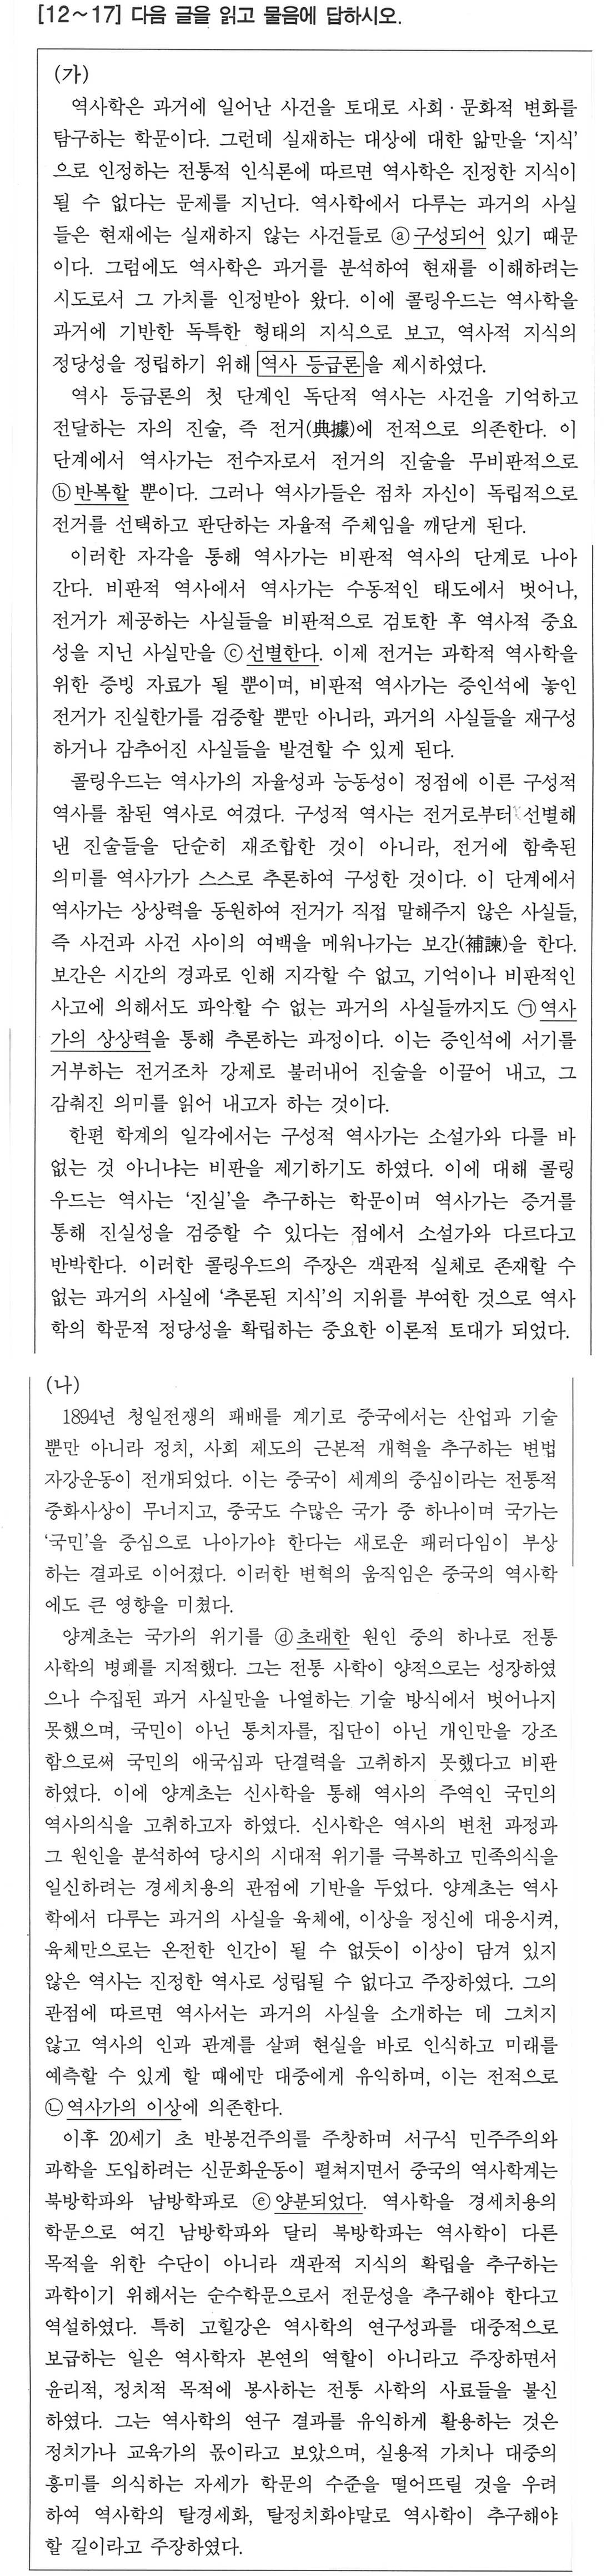 [12~17] 다음 글을 읽고 물음에 답하시오.
(가)
역사학은 과거에 일어난 사건을 토대로 사회·문화적 변화를
탐구하는 학문이다. 그런데 실재하는 대상에 대한 앎만을 ‘지식’
으로 인정하는 전통적 인식론에 따르면 역사학은 진정한 지식이
될 수 없다는 문제를 지닌다. 역사학에서 다루는 과거의 사실
들은 현재에는 실재하지 않는 사건들로 ⓐ구성되어 있기 때문
이다. 그럼에도 역사학은 과거를 분석하여 현재를 이해하려는
시도로서 그 가치를 인정받아 왔다. 이에 콜링우드는 역사학을
과거에 기반한 독특한 형태의 지식으로 보고, 역사적 지식의
정당성을 정립하기 위해 역사 등급론을 제시하였다.
역사 등급론의 첫 단계인 독단적 역사는 사건을 기억하고
전달하는 자의 진술, 즉 전거(典據)에 전적으로 의존한다. 이
단계에서 역사가는 전수자로서 전거의 진술을 무비판적으로
ⓑ반복할 뿐이다. 그러나 역사가들은 점차 자신이 독립적으로
전거를 선택하고 판단하는 자율적 주체임을 깨닫게 된다.
이러한 자각을 통해 역사가는 비판적 역사의 단계로 나아
간다. 비판적 역사에서 역사가는 수동적인 태도에서 벗어나,
전거가 제공하는 사실들을 비판적으로 검토한 후 역사적 중요
성을 지닌 사실만을 ⓒ선별한다. 이제 전거는 과학적 역사학을
위한 증빙 자료가 될 뿐이며, 비판적 역사가는 증인석에 놓인
전거가 진실한가를 검증할 뿐만 아니라, 과거의 사실들을 재구성
하거나 감추어진 사실들을 발견할 수 있게 된다.
콜링우드는 역사가의 자율성과 능동성이 정점에 이른 구성적
역사를 참된 역사로 여겼다. 구성적 역사는 전거로부터 선별해
낸 진술들을 단순히 재조합한 것이 아니라, 전거에 함축된
의미를 역사가가 스스로 추론하여 구성한 것이다. 이 단계에서
역사가는 상상력을 동원하여 전거가 직접 말해주지 않은 사실들,
즉 사건과 사건 사이의 여백을 메워나가는 보간(補諫)을 한다.
보간은 시간의 경과로 인해 지각할 수 없고, 기억이나 비판적인
사고에 의해서도 파악할 수 없는 과거의 사실들까지도 ㉠역사
가의 상상력을 통해 추론하는 과정이다. 이는 증인석에 서기를
거부하는 전거조차 강제로 불러내어 진술을 이끌어 내고, 그
감춰진 의미를 읽어 내고자 하는 것이다.
한편 학계의 일각에서는 구성적 역사가는 소설가와 다를 바
없는 것 아니냐는 비판을 제기하기도 하였다. 이에 대해 콜링
우드는 역사는 ‘진실’을 추구하는 학문이며 역사가는 증거를
통해 진실성을 검증할 수 있다는 점에서 소설가와 다르다고
반박한다. 이러한 콜링우드의 주장은 객관적 실체로 존재할 수
없는 과거의 사실에 ‘추론된 지식’의 지위를 부여한 것으로 역사
학의 학문적 정당성을 확립하는 중요한 이론적 토대가 되었다.
(나)
1894년 청일전쟁의 패배를 계기로 중국에서는 산업과 기술
뿐만 아니라 정치, 사회 제도의 근본적 개혁을 추구하는 변법
자강운동이 전개되었다. 이는 중국이 세계의 중심이라는 전통적
중화사상이 무너지고, 중국도 수많은 국가 중 하나이며 국가는
‘국민’을 중심으로 나아가야 한다는 새로운 패러다임이 부상
하는 결과로 이어졌다. 이러한 변혁의 움직임은 중국의 역사학
에도 큰 영향을 미쳤다.
양계초는 국가의 위기를 ⓓ초래한 원인 중의 하나로 전통
사학의 병폐를 지적했다. 그는 전통 사학이 양적으로는 성장하였
으나 수집된 과거 사실만을 나열하는 기술 방식에서 벗어나지
못했으며, 국민이 아닌 통치자를, 집단이 아닌 개인만을 강조
함으로써 국민의 애국심과 단결력을 고취하지 못했다고 비판
하였다. 이에 양계초는 신사학을 통해 역사의 주역인 국민의
역사의식을 고취하고자 하였다. 신사학은 역사의 변천 과정과
그 원인을 분석하여 당시의 시대적 위기를 극복하고 민족의식을
일신하려는 경세치용의 관점에 기반을 두었다. 양계초는 역사
학에서 다루는 과거의 사실을 육체에, 이상을 정신에 대응시켜,
육체만으로는 온전한 인간이 될 수 없듯이 이상이 담겨 있지
않은 역사는 진정한 역사로 성립될 수 없다고 주장하였다. 그의
관점에 따르면 역사서는 과거의 사실을 소개하는 데 그치지
않고 역사의 인과 관계를 살펴 현실을 바로 인식하고 미래를
예측할 수 있게 할 때에만 대중에게 유익하며, 이는 전적으로
㉡역사가의 이상에 의존한다.
이후 20세기 초 반봉건주의를 주창하며 서구식 민주주의와
과학을 도입하려는 신문화운동이 펼쳐지면서 중국의 역사학계는
북방학파와 남방학파로 ⓔ양분되었다. 역사학을 경세치용의
학문으로 여긴 남방학파와 달리 북방학파는 역사학이 다른
목적을 위한 수단이 아니라 객관적 지식의 확립을 추구하는
과학이기 위해서는 순수학문으로서 전문성을 추구해야 한다고
역설하였다. 특히 고힐강은 역사학의 연구성과를 대중적으로
보급하는 일은 역사학자 본연의 역할이 아니라고 주장하면서
윤리적, 정치적 목적에 봉사하는 전통 사학의 사료들을 불신
하였다. 그는 역사학의 연구 결과를 유익하게 활용하는 것은
정치가나 교육가의 몫이라고 보았으며, 실용적 가치나 대중의
흥미를 의식하는 자세가 학문의 수준을 떨어뜨릴 것을 우려
하여 역사학의 탈경세화, 탈정치화야말로 역사학이 추구해야
할 길이라고 주장하였다.